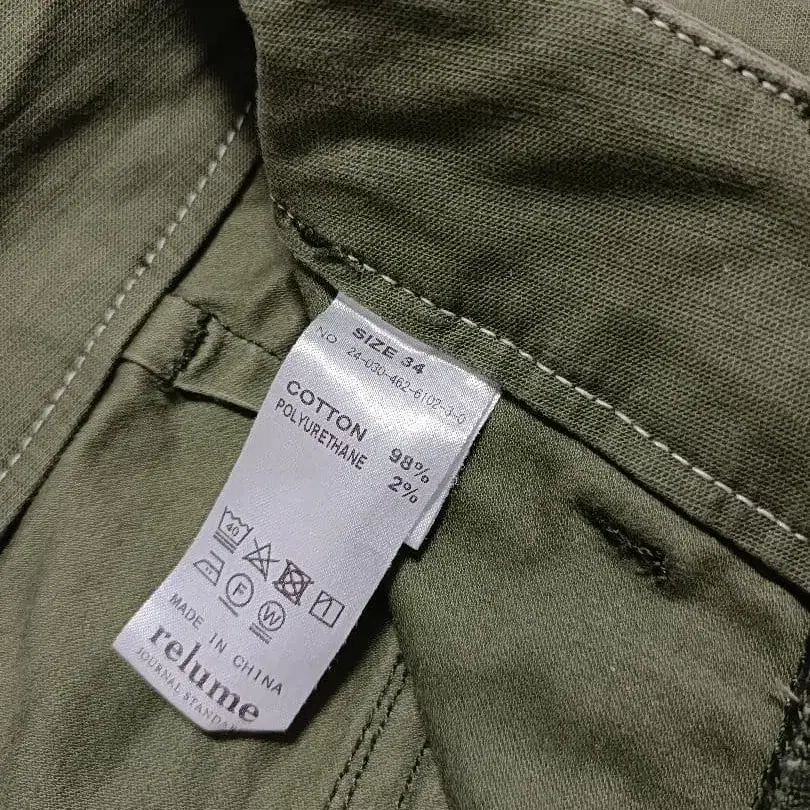 SIZE 34
NO 24-030-462-6102-3-0
COTTON 98%
POLYURETHANE 2%
40
F W
MADE IN CHINA
relume
JOURNAL STANDARD